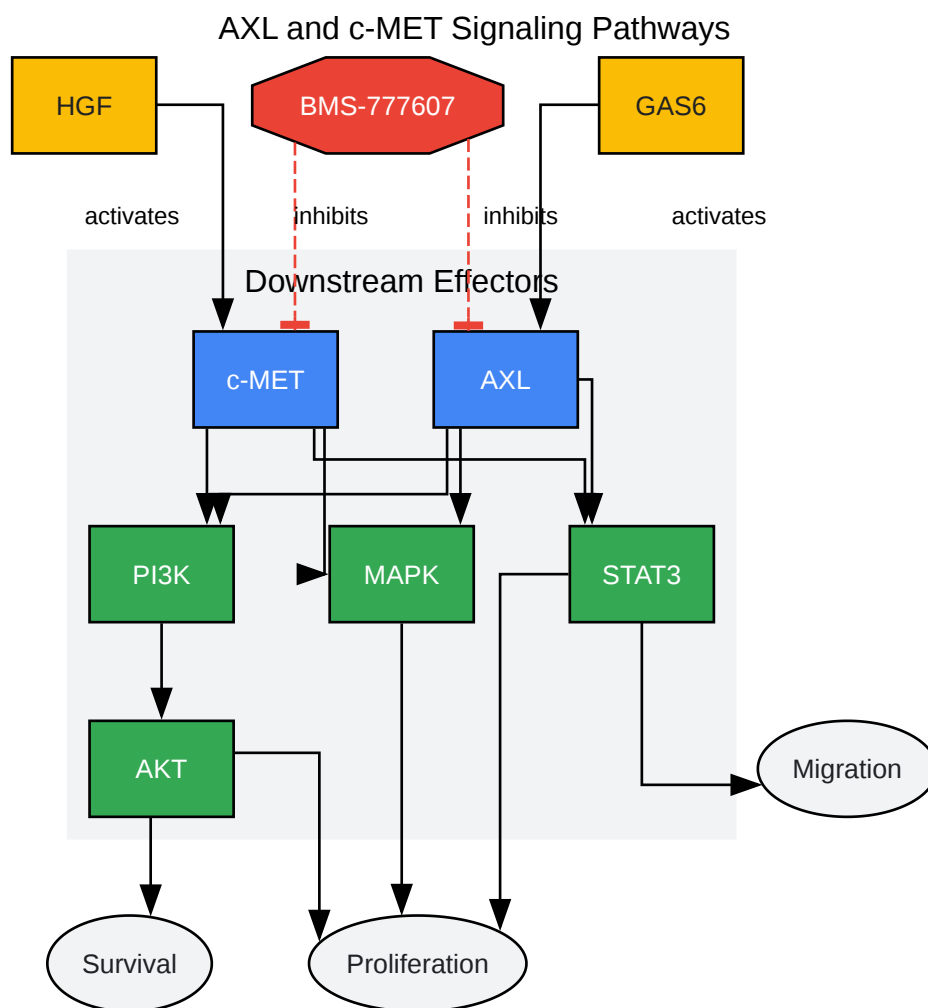 AXL and c-MET Signaling Pathways
HGF
BMS-777607
GAS6
activates
inhibits
inhibits
activates
Downstream Effectors
c-MET
AXL
PI3K
MAPK
STAT3
AKT
Migration
Survival
Proliferation